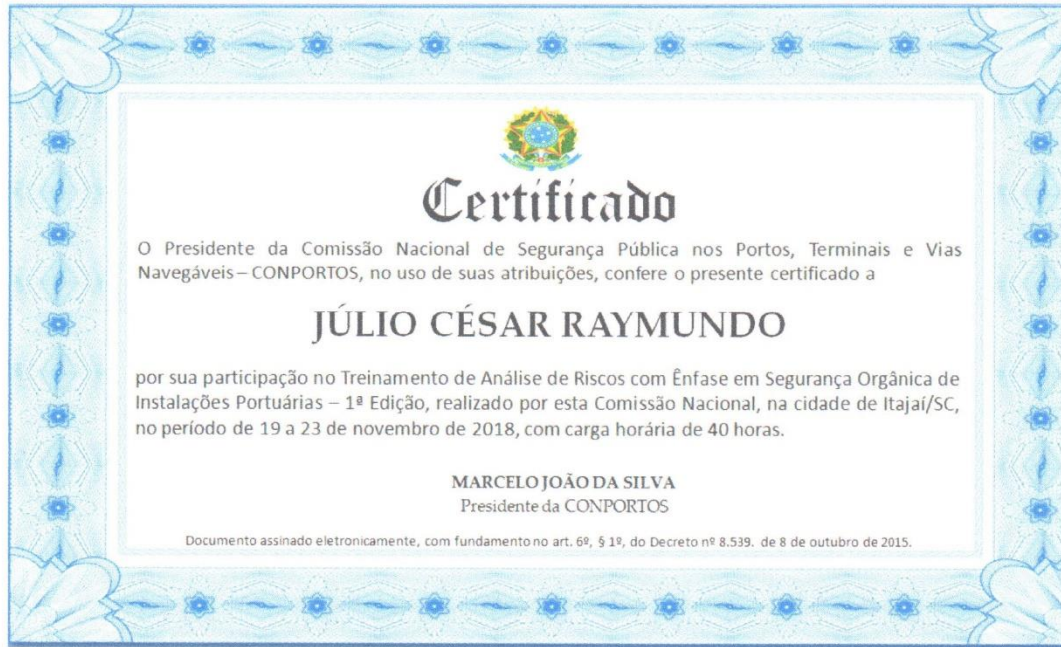 Certificado
O Presidente da Comissão Nacional de Segurança Pública nos Portos, Terminais e Vias
Navegáveis – CONPORTOS, no uso de suas atribuições, confere o presente certificado a
JÚLIO CÉSAR RAYMUNDO
por sua participação no Treinamento de Análise de Riscos com Ênfase em Segurança Orgânica de
Instalações Portuárias – 1ª Edição, realizado por esta Comissão Nacional, na cidade de Itajaí/SC,
no período de 19 a 23 de novembro de 2018, com carga horária de 40 horas.
MARCELO JOÃO DA SILVA
Presidente da CONPORTOS
Documento assinado eletronicamente, com fundamento no art. 6º, § 1º, do Decreto nº 8.539. de 8 de outubro de 2015.